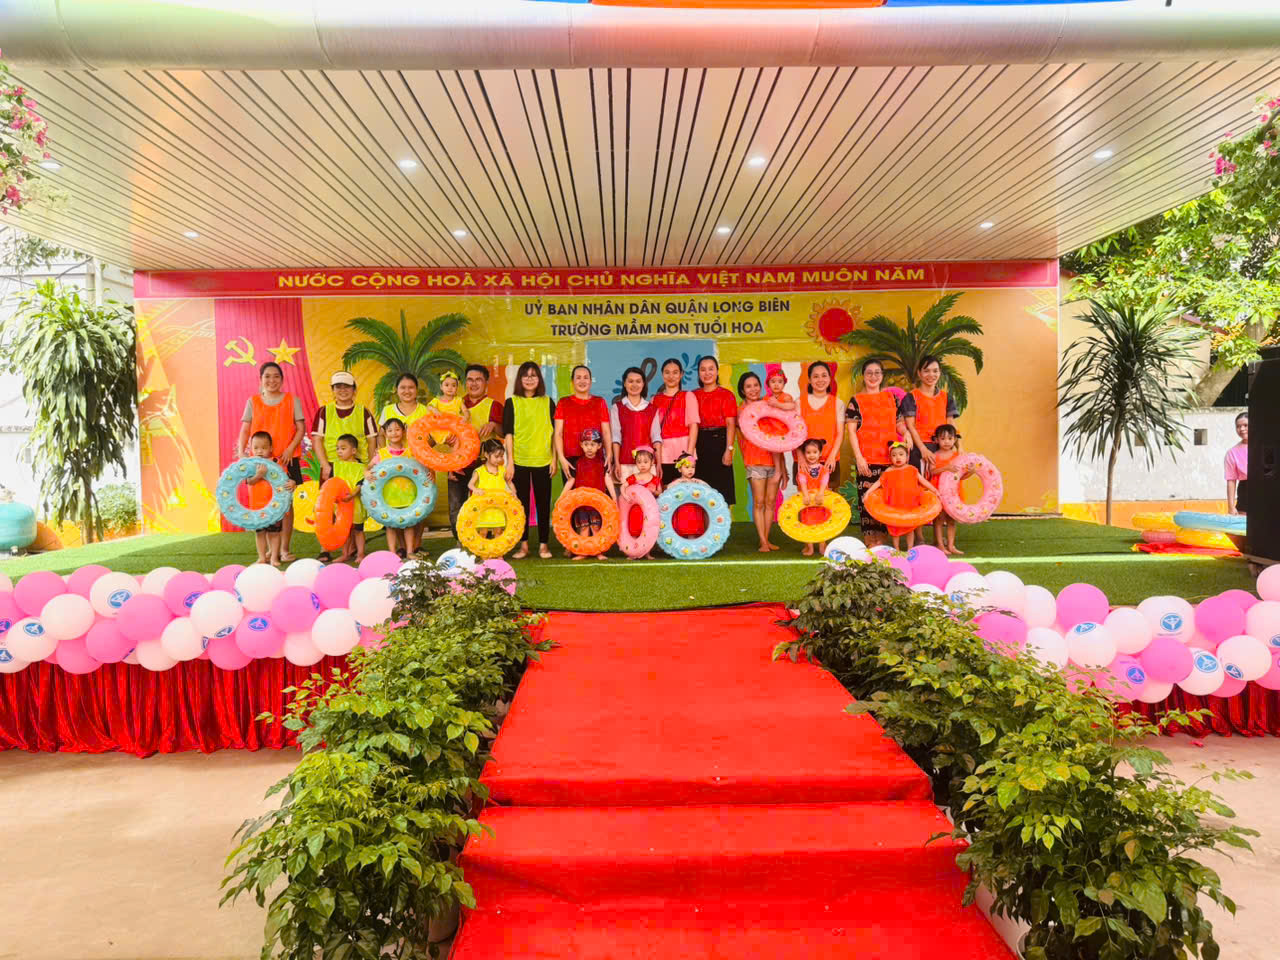 NƯỚC CỘNG HOÀ XÃ HỘI CHỦ NGHĨA VIỆT NAM MUÔN NĂM
UỶ BAN NHÂN DÂN QUẬN LONG BIÊN
TRƯỜNG MẦM NON TUỔI HOA